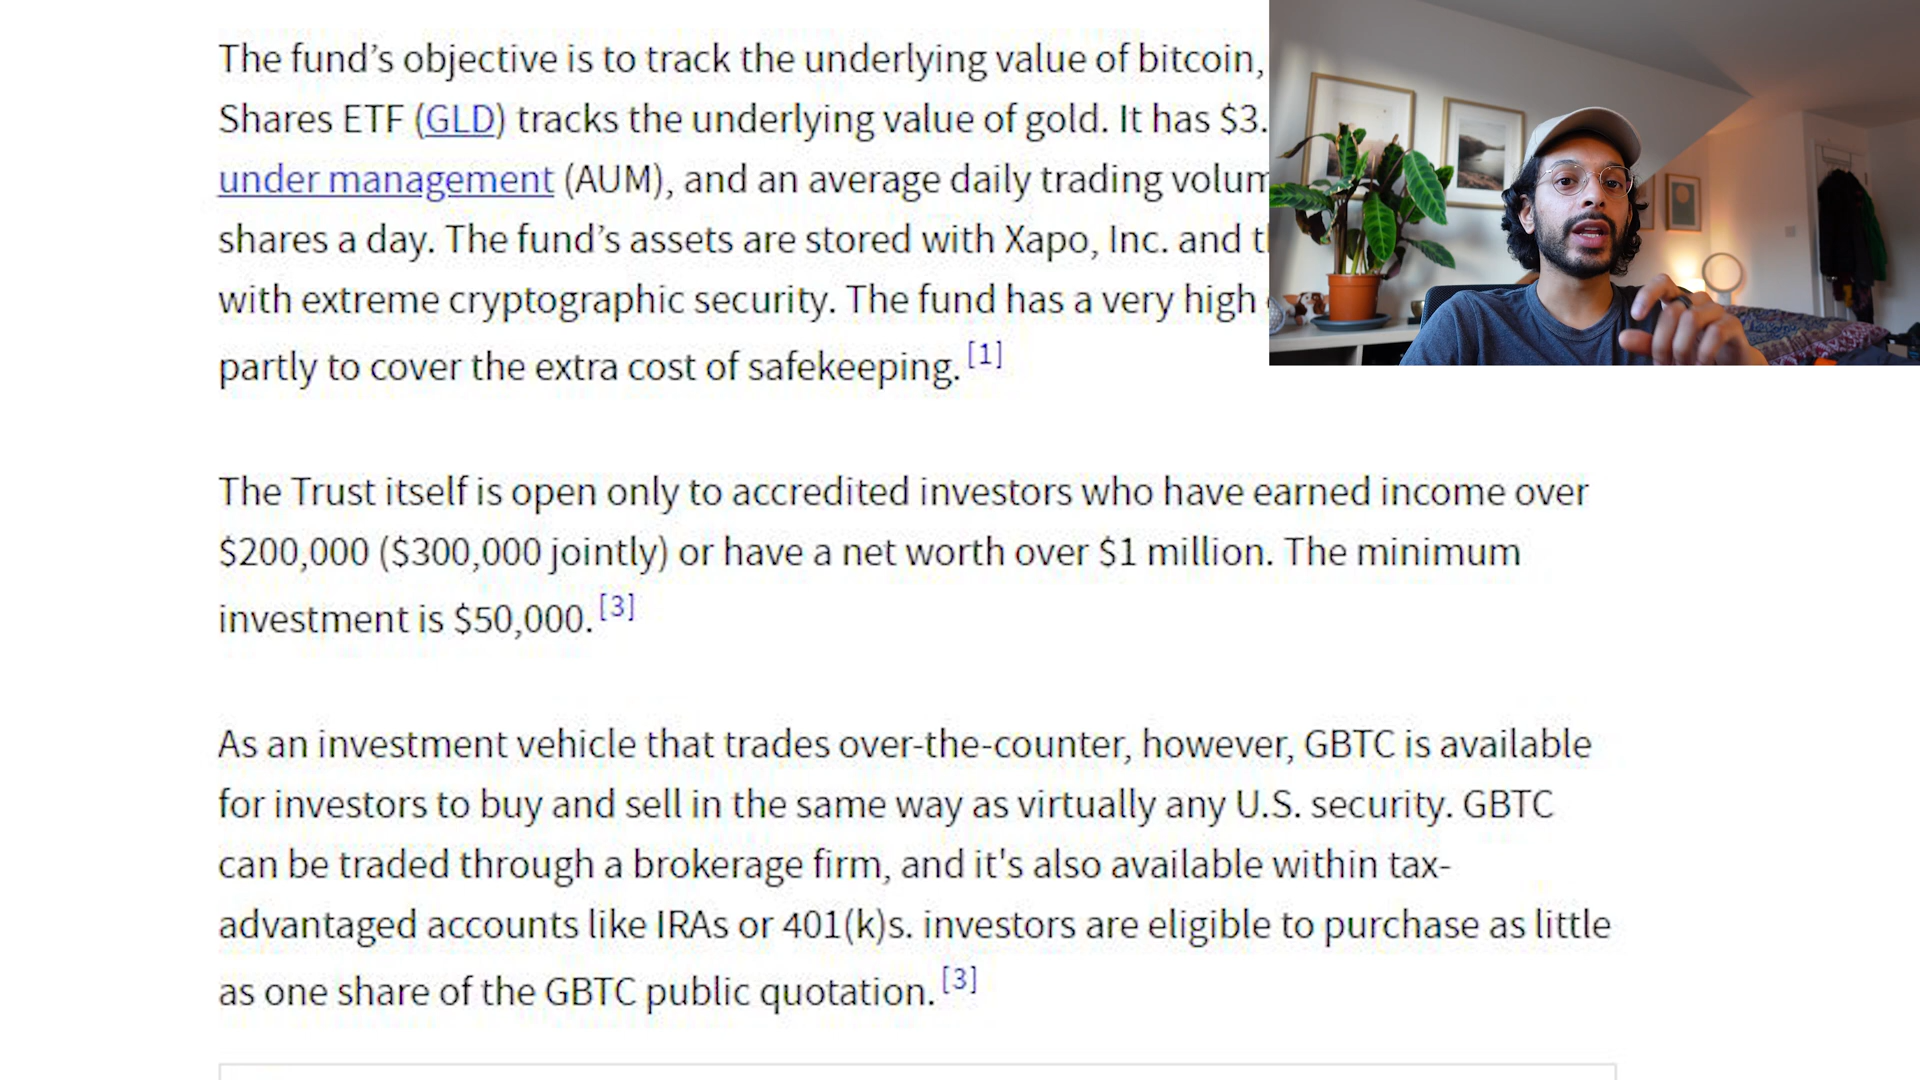 The fund’s objective is to track the underlying value of bitcoin,
Shares ETF (GLD) tracks the underlying value of gold. It has $3.
under management (AUM), and an average daily trading volum
shares a day. The fund’s assets are stored with Xapo, Inc. and
with extreme cryptographic security. The fund has a very high
partly to cover the extra cost of safekeeping. [1]
The Trust itself is open only to accredited investors who have earned income over
$200,000 ($300,000 jointly) or have a net worth over $1 million. The minimum
investment is $50,000. [3]
As an investment vehicle that trades over-the-counter, however, GBTC is available
for investors to buy and sell in the same way as virtually any U.S. security. GBTC
can be traded through a brokerage firm, and it's also available within tax-
advantaged accounts like IRAs or 401(k)s. investors are eligible to purchase as little
as one share of the GBTC public quotation. [3]